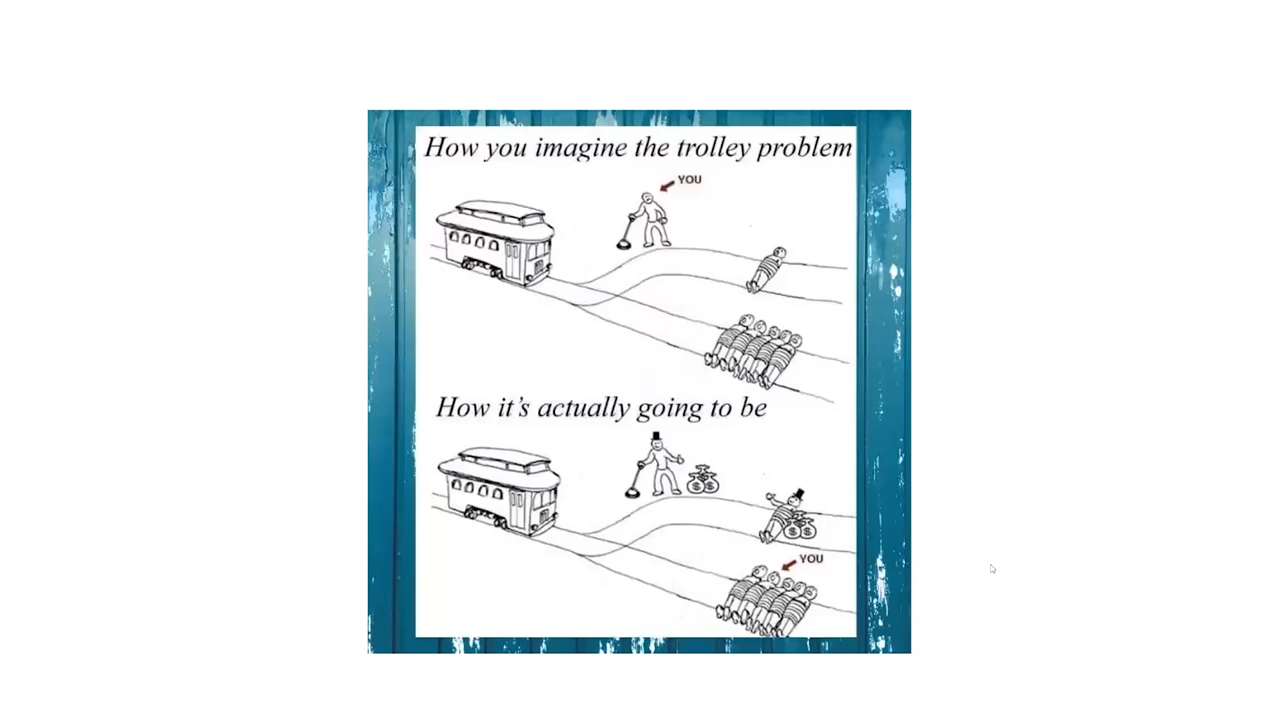 How you imagine the trolley problem
YOU
How it's actually going to be
$ $
$ $
YOU